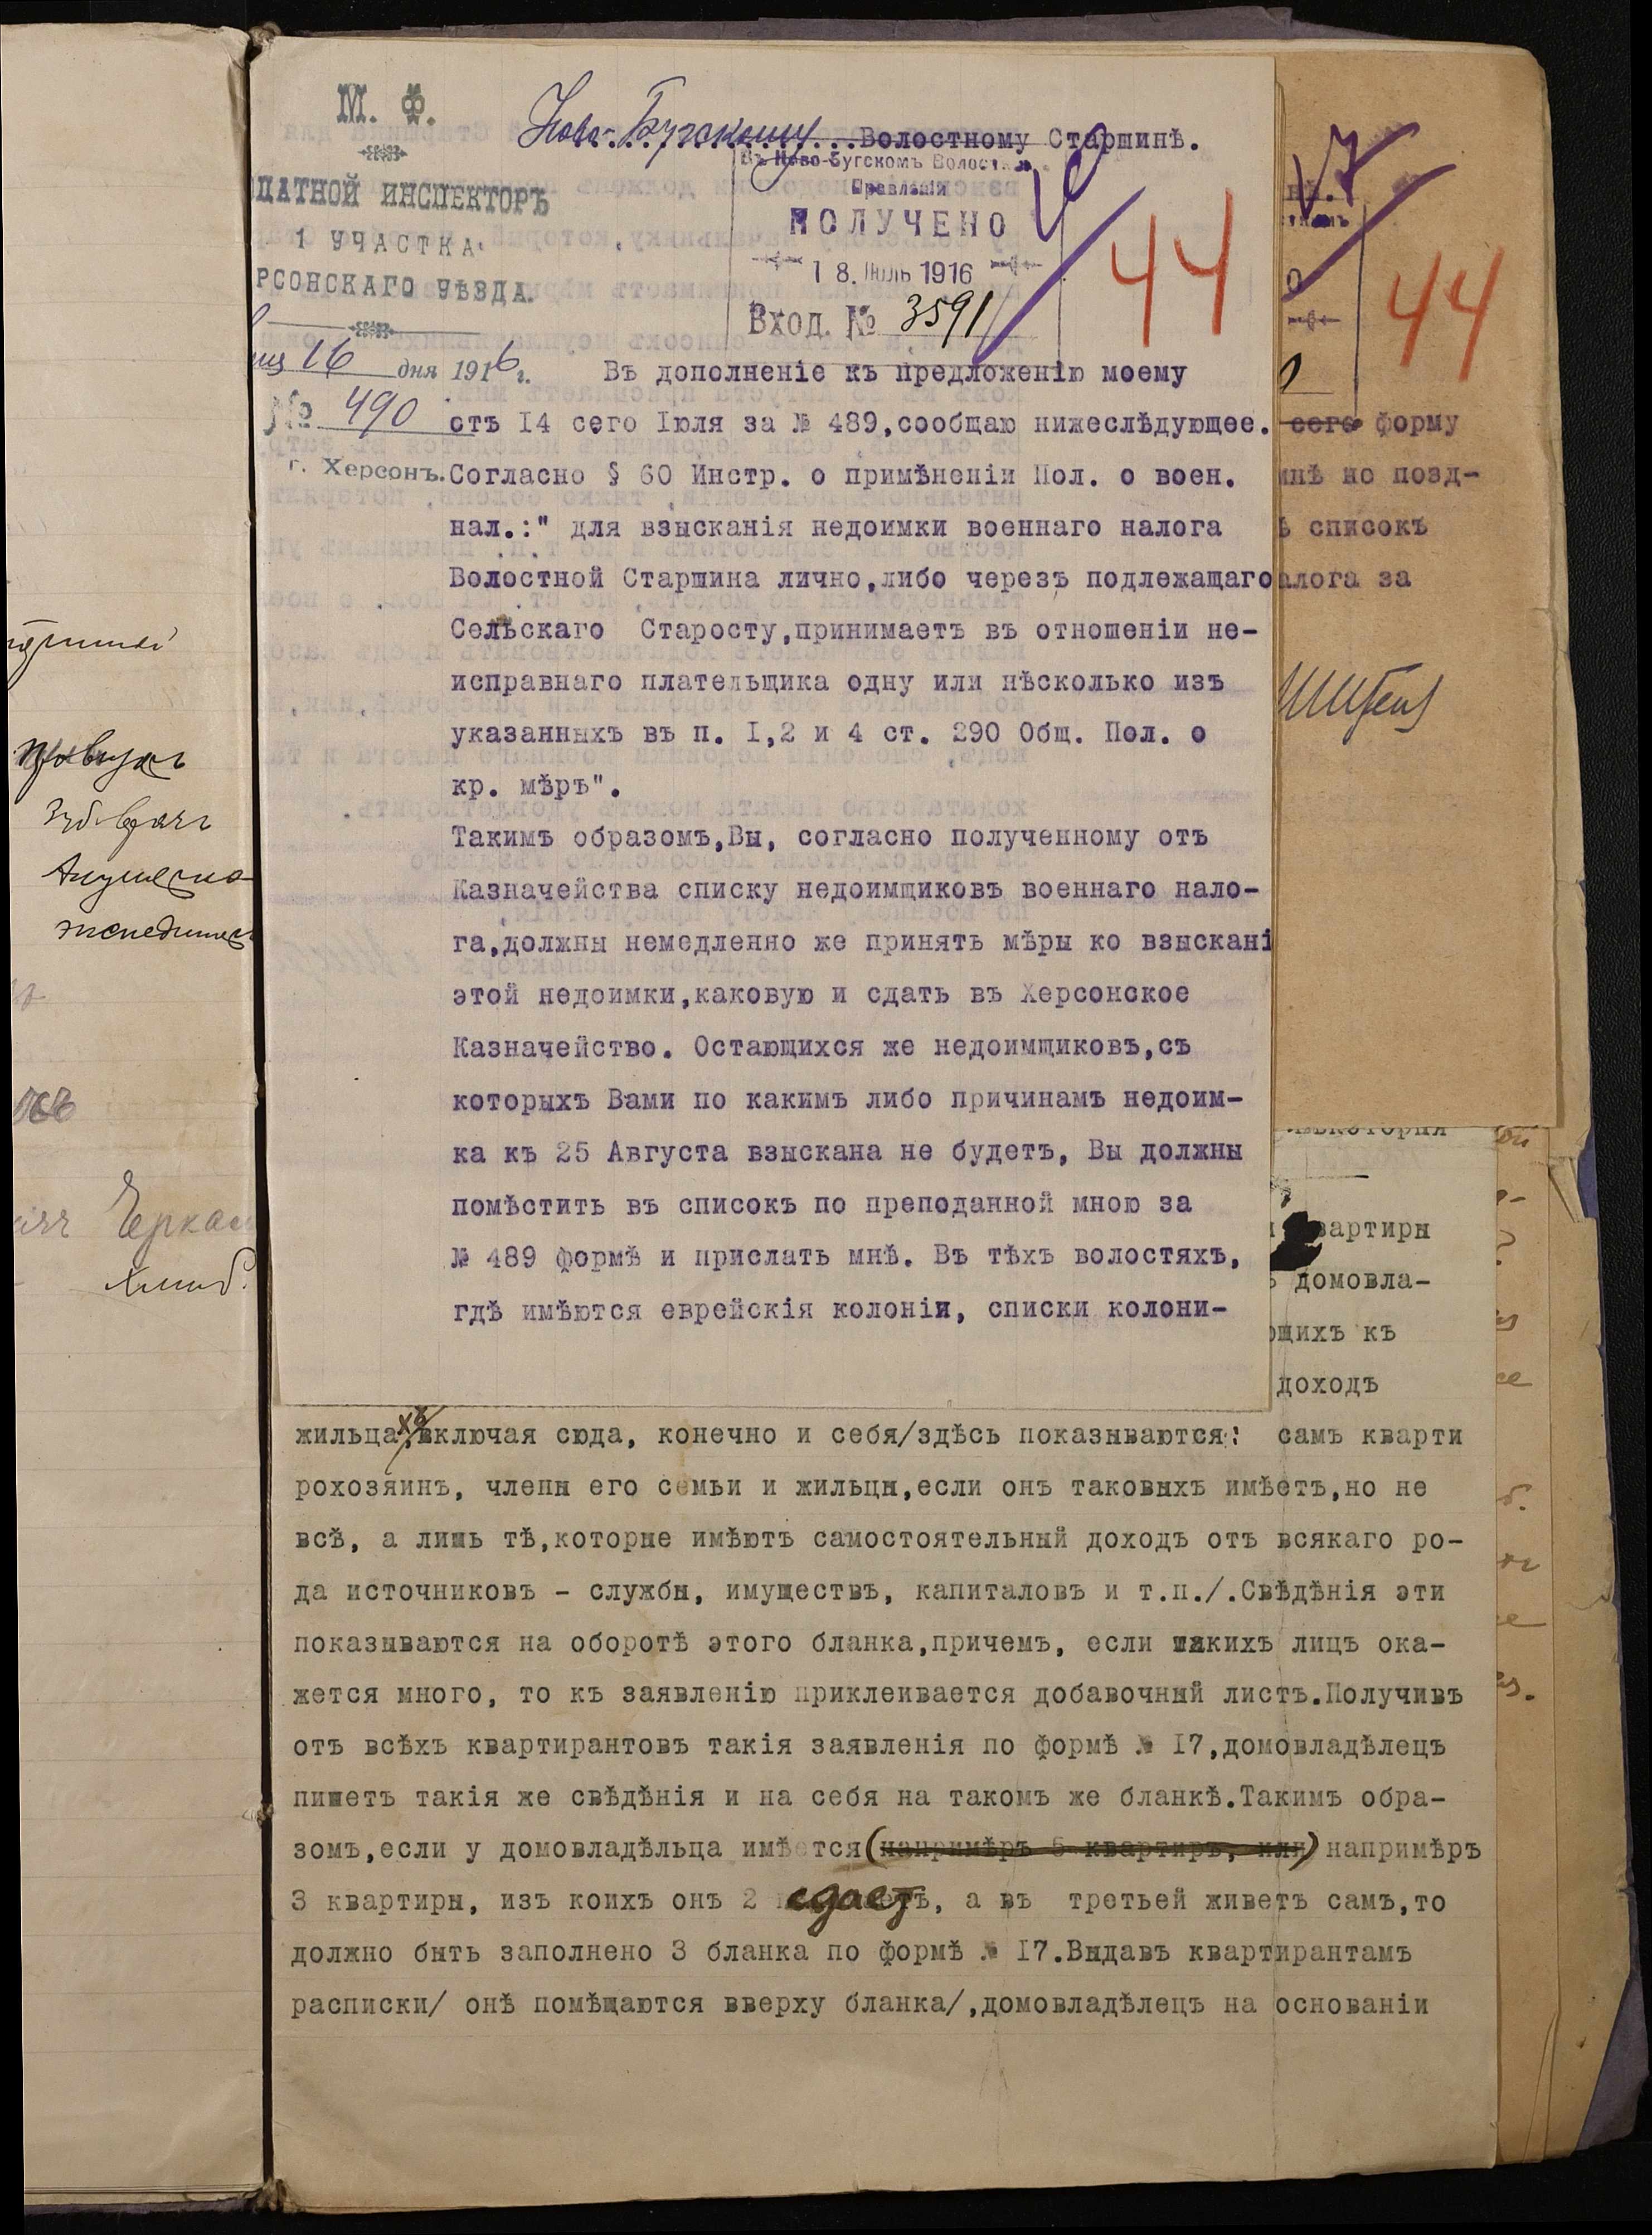 М. Ф.
ПОДАТНОЙ ИНСПЕКТОРЪ
1 УЧАСТКА
ХЕРСОНСКАГО УѢЗДА.
16 дня 1916 г.
№ 490
г. Херсонъ.
Ново-Бугскому Волостному Старшинѣ.
Въ Ново-Бугскомъ Волостн.
Правленіи
ПОЛУЧЕНО
18. Іюль 1916
Вход. № 3591
44
7
44
Въ дополненіе къ предложенію моему
отъ I4 сего Іюля за № 489,сообщаю нижеслѣдующее.
Согласно § 60 Инстр. о примѣненіи Пол. о воен.
нал.:" для взысканія недоимки военнаго налога
Волостной Старшина лично,либо черезъ подлежащаго
Сельскаго Старосту,принимаетъ въ отношеніи не-
исправнаго плательщика одну или нѣсколько изъ
указанныхъ въ п. I,2 и 4 ст. 290 Общ. Пол. о
кр. мѣръ".
Такимъ образомъ,Вы, согласно полученному отъ
Казначейства списку недоимщиковъ военнаго нало-
га,должны немедленно же принять мѣры ко взысканi
этой недоимки,каковую и сдать въ Херсонское
Казначейство. Остающихся же недоимщиковъ,съ
которыхъ Вами по какимъ либо причинамъ недоим-
ка къ 25 Августа взыскана не будетъ, Вы должны
помѣстить въ списокъ по преподанной мною за
№ 489 формѣ и прислать мнѣ. Въ тѣхъ волостяхъ,
гдѣ имѣются еврейскія колоніи, списки колони-
сего форму
мнѣ но позд-
списокъ
алога за
вартиры
домовла-
ющихъ къ
доходъ
жильцахъ,включая сюда, конечно и себя/здѣсь показываются: самъ кварти
рохозяинъ, члены его семьи и жильцы,если онъ таковыхъ имѣетъ,но не
всѣ, а лишь тѣ,которые имѣютъ самостоятельный доходъ отъ всякаго ро-
да источниковъ - службы, имуществъ, капиталовъ и т.п./.Свѣдѣнія эти
показываются на оборотѣ этого бланка,причемъ, если такихъ лицъ ока-
жется много, то къ заявленію приклеивается добавочный листъ.Получивъ
отъ всѣхъ квартирантовъ такія заявленія по формѣ № I7,домовладѣлецъ
пишетъ такія же свѣдѣнія и на себя на такомъ же бланкѣ.Такимъ обра-
зомъ,если у домовладѣльца имѣется(напримѣръ 5 квартиръ, или) напримѣръ
3 квартиры, изъ коихъ онъ 2 сдаетъ, а въ третьей живетъ самъ,то
должно быть заполнено 3 бланка по формѣ № I7.Выдавъ квартирантамъ
расписки/ онѣ помѣщаются вверху бланка/,домовладѣлецъ на основаніи